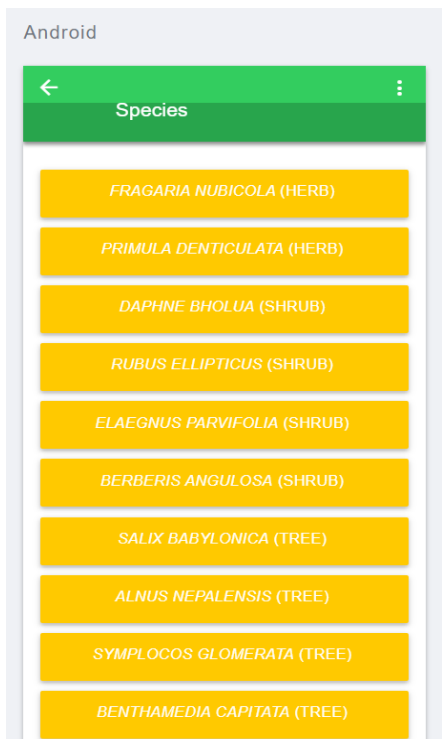 Android
Species
FRAGARIA NUBICOLA (HERB)
PRIMULA DENTICULATA (HERB)
DAPHNE BHOLUA (SHRUB)
RUBUS ELLIPTICUS (SHRUB)
ELAEGNUS PARVIFOLIA (SHRUB)
BERBERIS ANGULOSA (SHRUB)
SALIX BABYLONICA (TREE)
ALNUS NEPALENSIS (TREE)
SYMPLOCOS GLOMERATA (TREE)
BENTHAMEDIA CAPITATA (TREE)